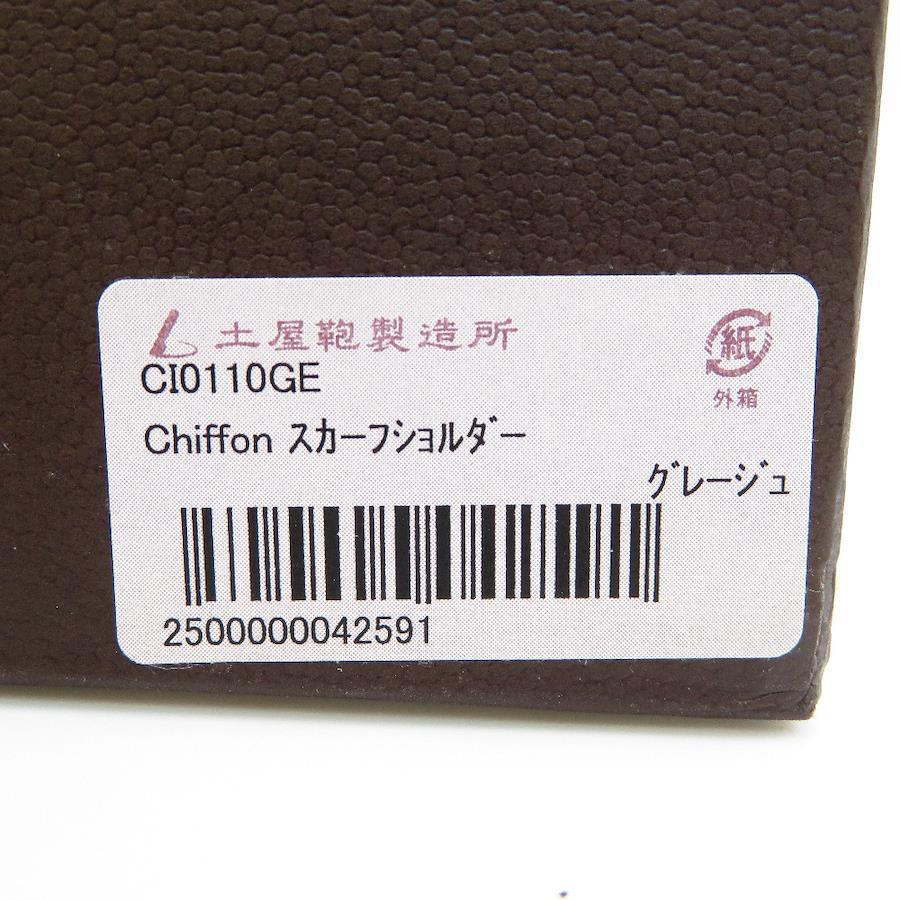 土屋鞄製造所
紙
外箱
CI0110GE
Chiffon スカーフショルダー
グレージュ
2500000042591